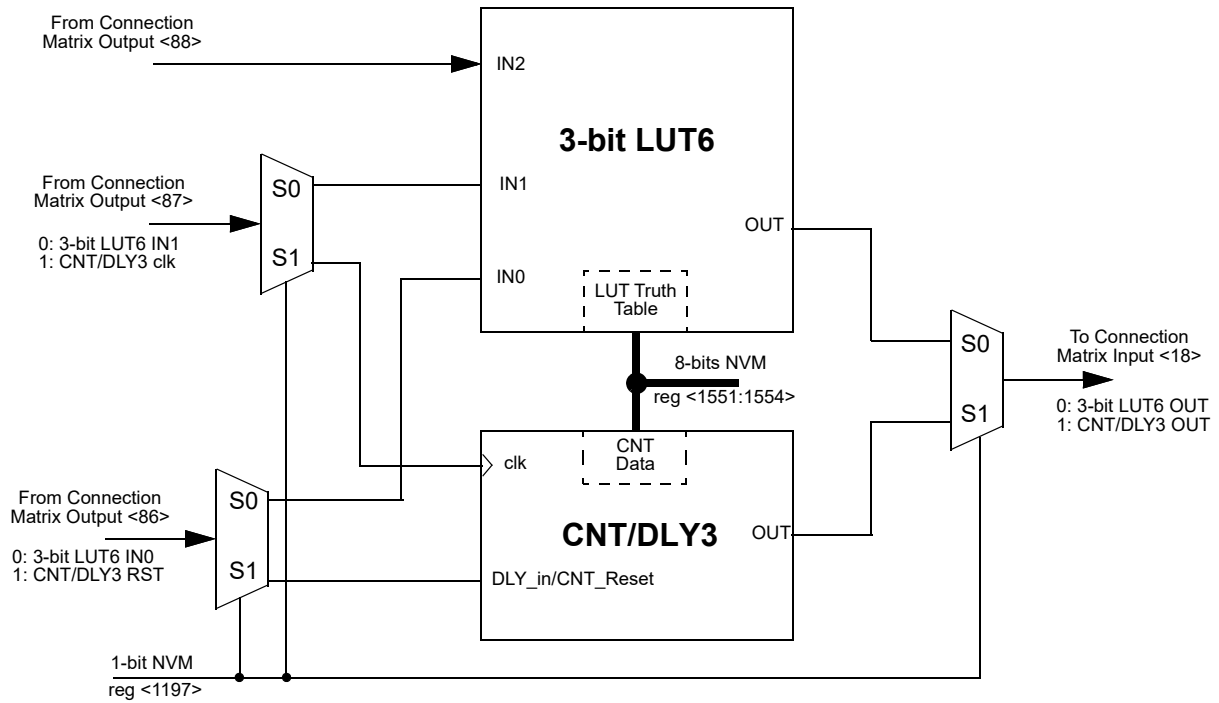 From Connection
Matrix Output <88>
IN2
3-bit LUT6
From Connection
Matrix Output <87>
S0
IN1
0: 3-bit LUT6 IN1
1: CNT/DLY3 clk
S1
OUT
IN0
LUT Truth
Table
8-bits NVM
reg <1551:1554>
S0
S1
To Connection
Matrix Input <18>
0: 3-bit LUT6 OUT
1: CNT/DLY3 OUT
CNT
Data
clk
From Connection
Matrix Output <86>
S0
CNT/DLY3
OUT
0: 3-bit LUT6 IN0
1: CNT/DLY3 RST
S1
DLY_in/CNT_Reset
1-bit NVM
reg <1197>